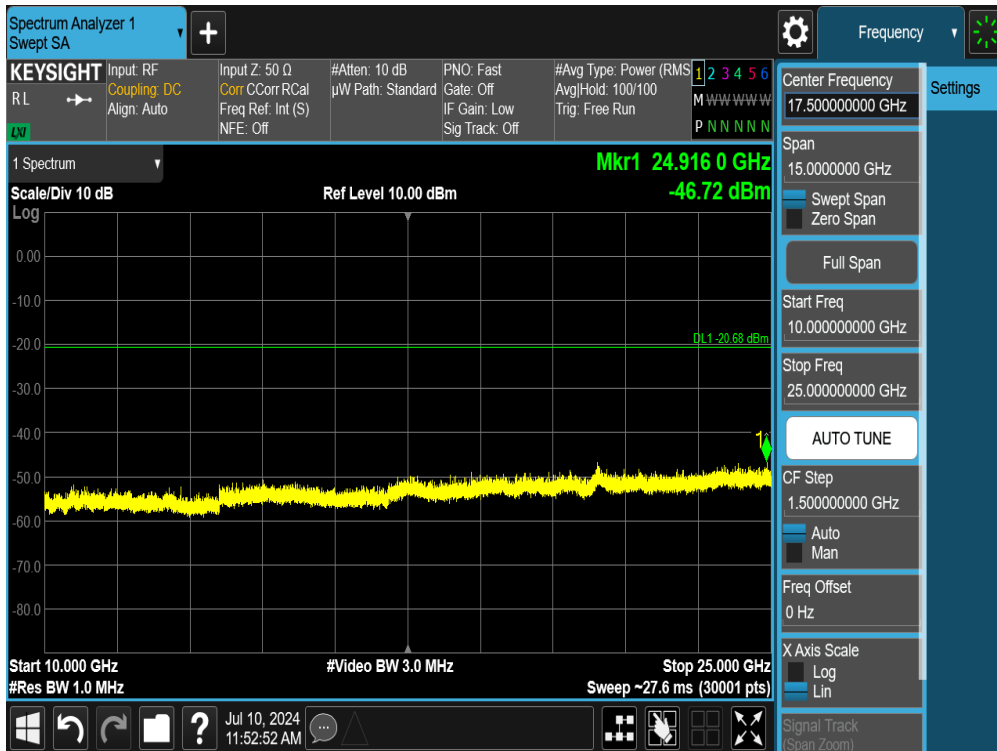 Spectrum Analyzer 1
Swept SA
+
Frequency
KEYSIGHT
R L
LXI
Input: RF
Coupling: DC
Align: Auto
Input Z: 50 Ω
Corr CCorr RCal
Freq Ref: Int (S)
NFE: Off
#Atten: 10 dB
µW Path: Standard
PNO: Fast
Gate: Off
IF Gain: Low
Sig Track: Off
#Avg Type: Power (RMS
Avg|Hold: 100/100
Trig: Free Run
1 2 3 4 5 6
M W W W W W
P N N N N N
1 Spectrum
Mkr1 24.916 0 GHz
Scale/Div 10 dB
Ref Level 10.00 dBm
-46.72 dBm
Log
0.00
-10.0
-20.0
-30.0
-40.0
-50.0
-60.0
-70.0
-80.0
DL1 -20.68 dBm
1
Start 10.000 GHz
#Video BW 3.0 MHz
Stop 25.000 GHz
#Res BW 1.0 MHz
Sweep ~27.6 ms (30001 pts)
?
Jul 10, 2024
11:52:52 AM
Center Frequency
17.500000000 GHz
Span
15.0000000 GHz
Swept Span
Zero Span
Full Span
Start Freq
10.000000000 GHz
Stop Freq
25.000000000 GHz
AUTO TUNE
CF Step
1.500000000 GHz
Auto
Man
Freq Offset
0 Hz
X Axis Scale
Log
Lin
Signal Track
(Span Zoom)
Settings